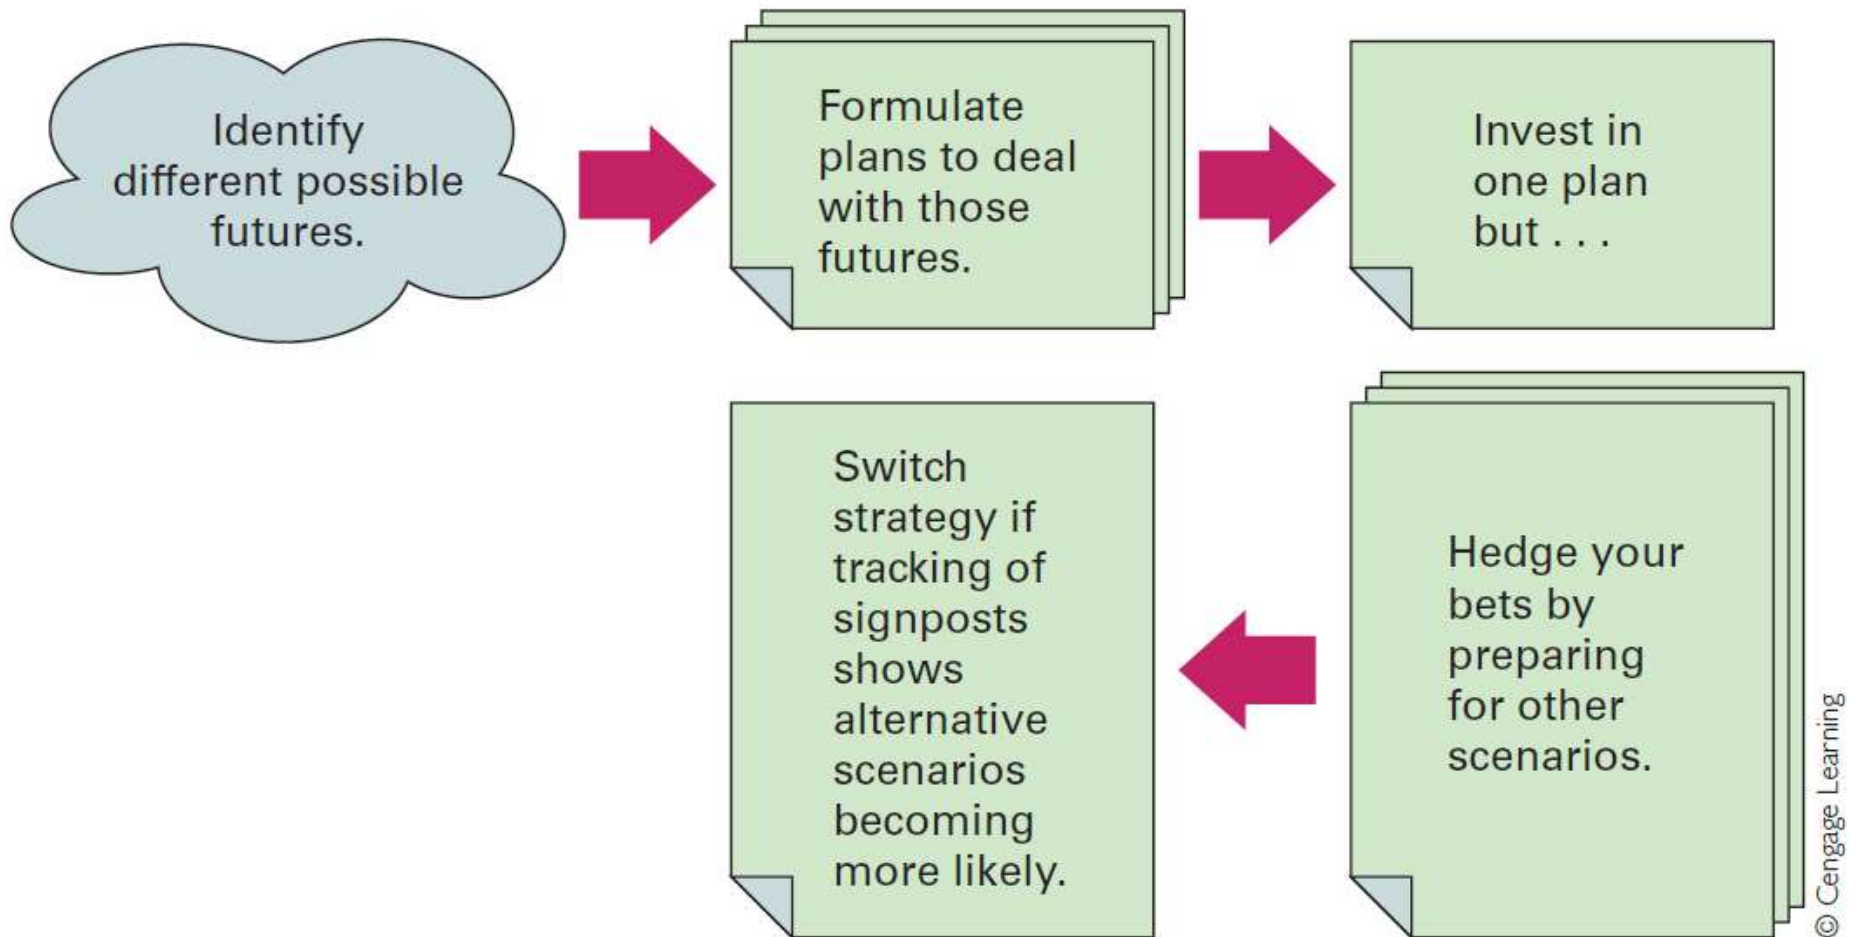 Identify
different possible
futures.
Formulate
plans to deal
with those
futures.
Invest in
one plan
but . . .
Hedge your
bets by
preparing
for other
scenarios.
Switch
strategy if
tracking of
signposts
shows
alternative
scenarios
becoming
more likely.
© Cengage Learning